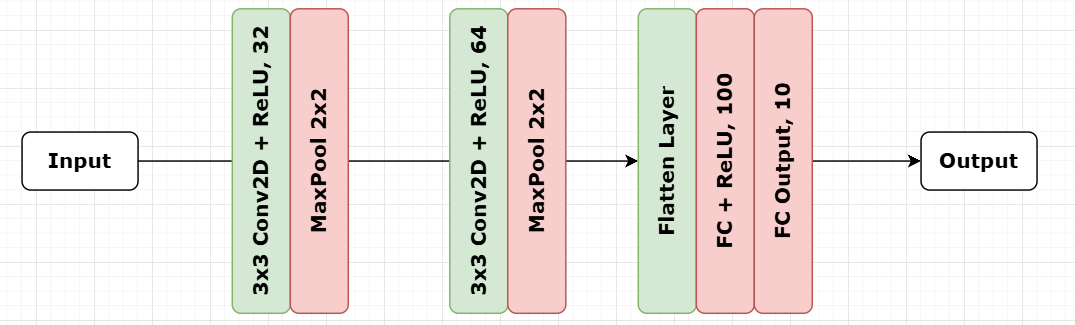 Input
3x3 Conv2D + ReLU, 32
MaxPool 2x2
3x3 Conv2D + ReLU, 64
MaxPool 2x2
Flatten Layer
FC + ReLU, 100
FC Output, 10
Output